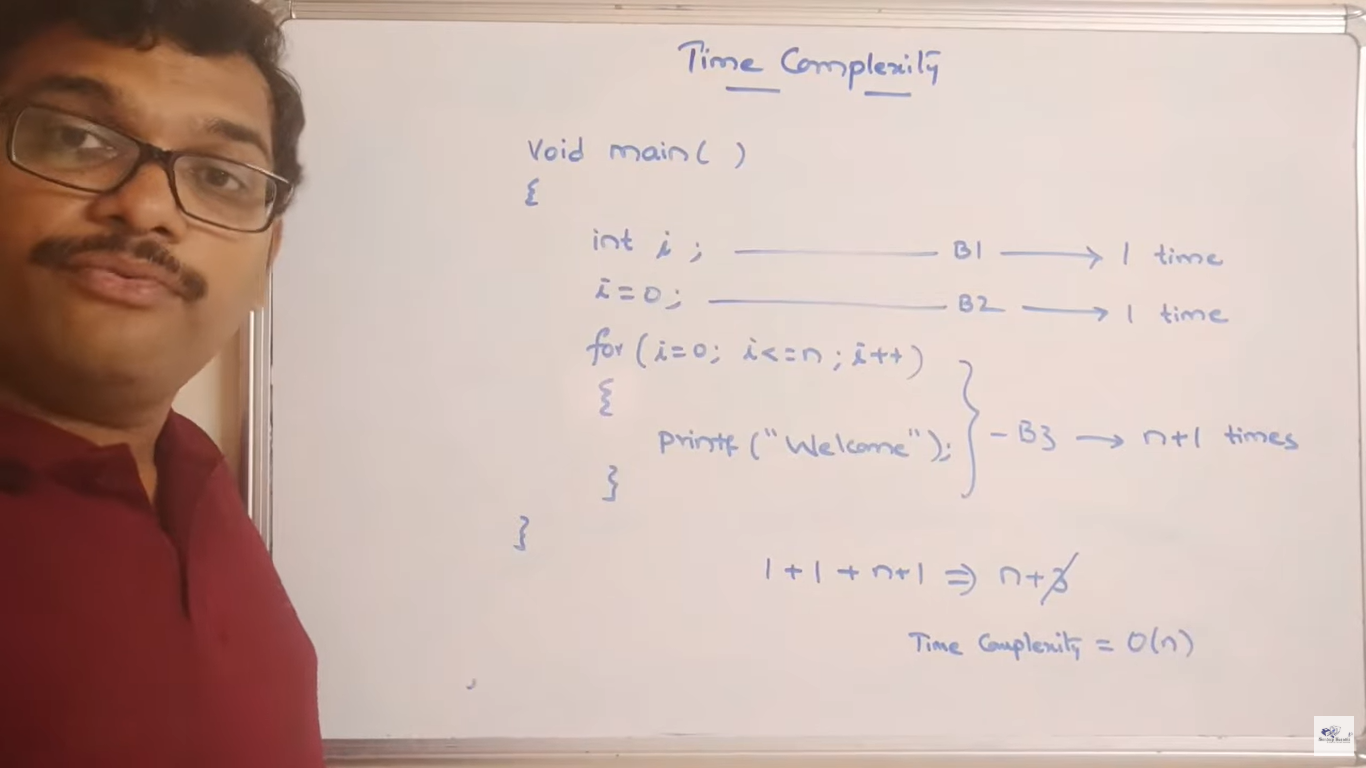 Time Complexity
Void main( )
{
int i ; B1 → 1 time
i=0; B2 → 1 time
for (i=0; i<=n; i++)
{
printf ("Welcome"); } - B3 → n+1 times
}
}
1+1+n+1 ⇒ n+3
Time Complexity = O(n)